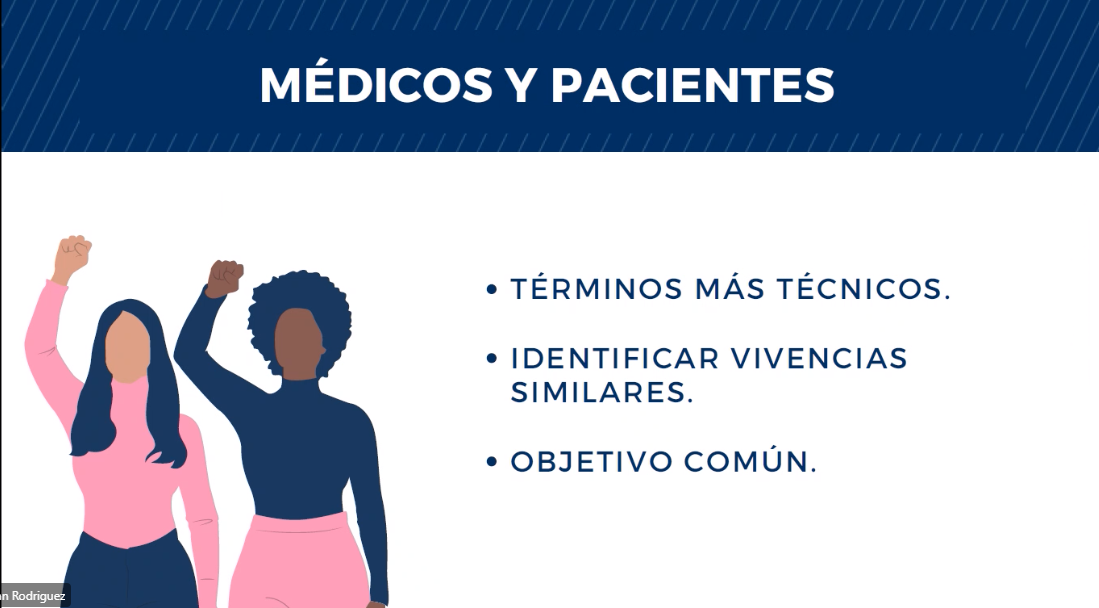 MÉDICOS Y PACIENTES
• TÉRMINOS MÁS TÉCNICOS.
• IDENTIFICAR VIVENCIAS
SIMILARES.
• OBJETIVO COMÚN.
Rodriguez